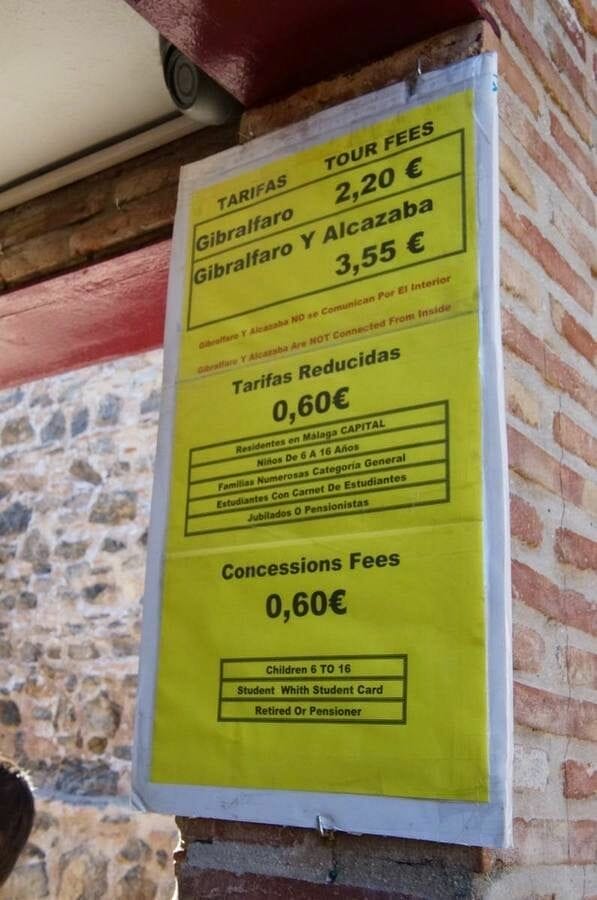 TARIFAS TOUR FEES
Gibralfaro 2,20 €
Gibralfaro Y Alcazaba
3,55 €
Gibralfaro Y Alcazaba NO se Comunican Por El Interior
Gibralfaro Y Alcazaba Are NOT Connected From Inside
Tarifas Reducidas
0,60€
Residentes en Málaga CAPITAL
Niños De 6 A 16 Años
Familias Numerosas Categoría General
Estudiantes Con Carnet De Estudiantes
Jubilados O Pensionistas
Concessions Fees
0,60€
Children 6 TO 16
Student Whith Student Card
Retired Or Pensioner